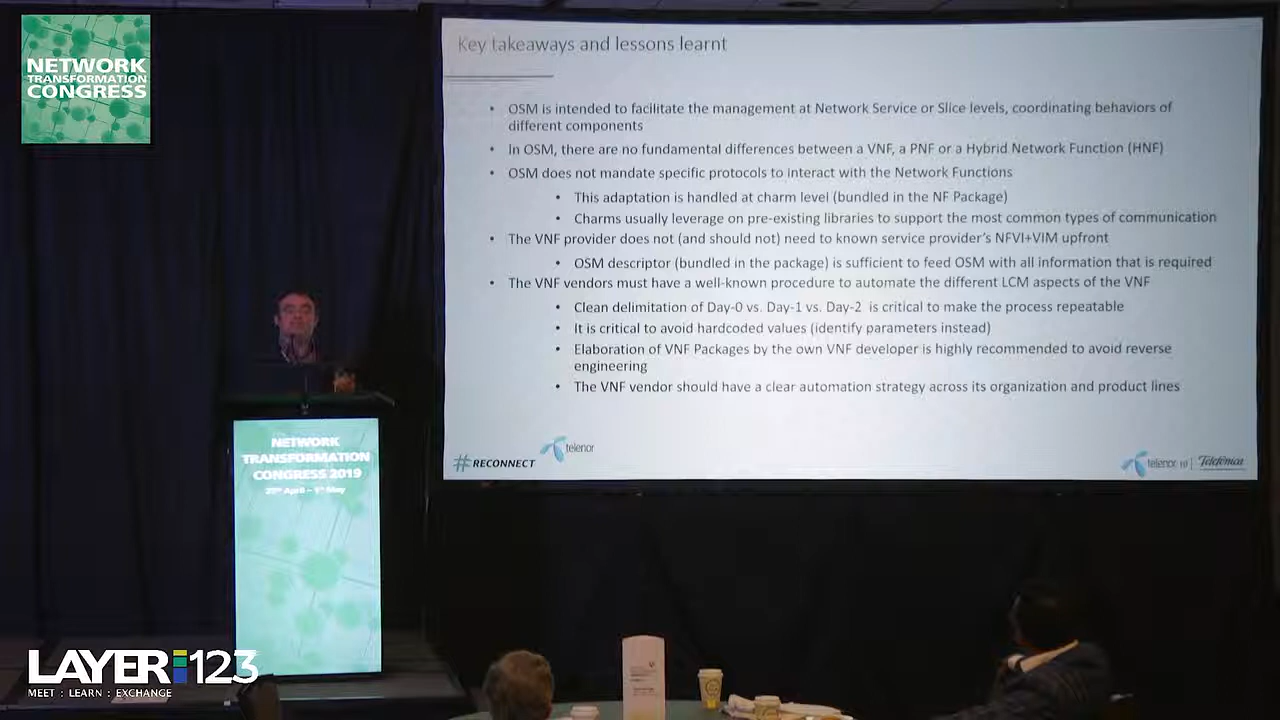 NETWORK
TRANSFORMATION
CONGRESS
Key takeaways and lessons learnt
• OSM is intended to facilitate the management at Network Service or Slice levels, coordinating behaviors of
different components
• In OSM, there are no fundamental differences between a VNF, a PNF or a Hybrid Network Function (HNF)
• OSM does not mandate specific protocols to interact with the Network Functions
• This adaptation is handled at charm level (bundled in the NF Package)
• Charms usually leverage on pre-existing libraries to support the most common types of communication
• The VNF provider does not (and should not) need to known service provider's NFVI+VIM upfront
• OSM descriptor (bundled in the package) is sufficient to feed OSM with all information that is required
• The VNF vendors must have a well-known procedure to automate the different LCM aspects of the VNF
• Clean delimitation of Day-0 vs. Day-1 vs. Day-2 is critical to make the process repeatable
• It is critical to avoid hardcoded values (identify parameters instead)
• Elaboration of VNF Packages by the own VNF developer is highly recommended to avoid reverse
engineering
• The VNF vendor should have a clear automation strategy across its organization and product lines
#RECONNECT
telenor
telenor 10 | Telefónica
NETWORK
TRANSFORMATION
CONGRESS 2019
April – 1st May
LAYER 123
MEET : LEARN : EXCHANGE